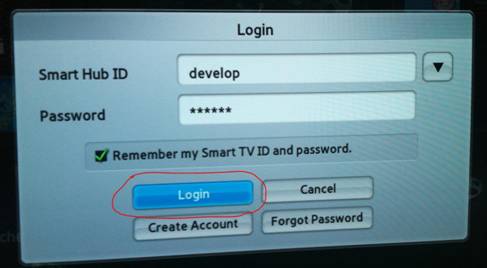 Login
Smart Hub ID
develop
▼
Password
******
Remember my Smart TV ID and password.
Login
Cancel
Create Account
Forgot Password